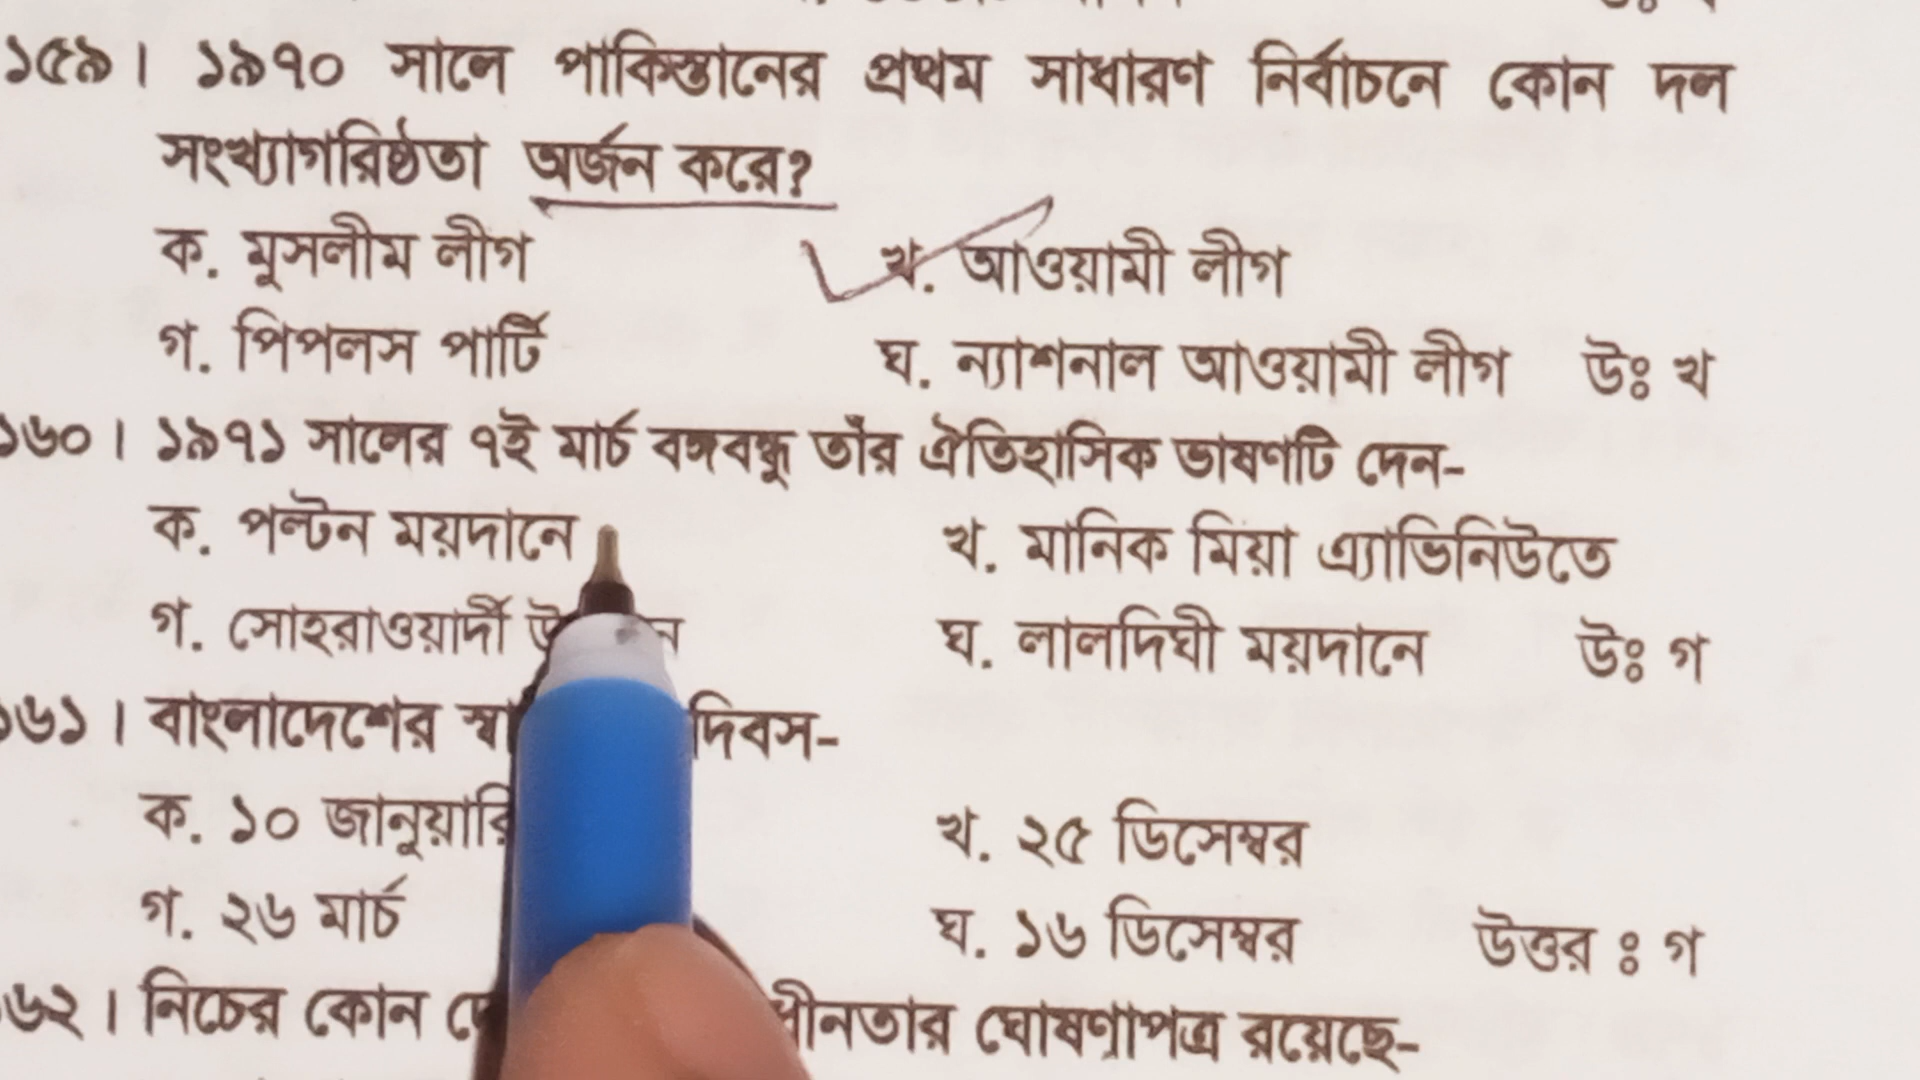 ১৫৯। ১৯৭০ সালে পাকিস্তানের প্রথম সাধারণ নির্বাচনে কোন দল
সংখ্যাগরিষ্ঠতা অর্জন করে?
ক. মুসলীম লীগ খ. আওয়ামী লীগ
গ. পিপলস পার্টি ঘ. ন্যাশনাল আওয়ামী লীগ উঃ খ
১৬০। ১৯৭১ সালের ৭ই মার্চ বঙ্গবন্ধু তাঁর ঐতিহাসিক ভাষণটি দেন-
ক. পল্টন ময়দানে খ. মানিক মিয়া এ্যাভিনিউতে
গ. সোহরাওয়ার্দী ঘ. লালদিঘী ময়দানে উঃ গ
১৬১। বাংলাদেশের দিবস-
ক. ১০ জানুয়ারি খ. ২৫ ডিসেম্বর
গ. ২৬ মার্চ ঘ. ১৬ ডিসেম্বর উত্তর ঃ গ
৬২। নিচের কোন ঘোষণাপত্র রয়েছে-